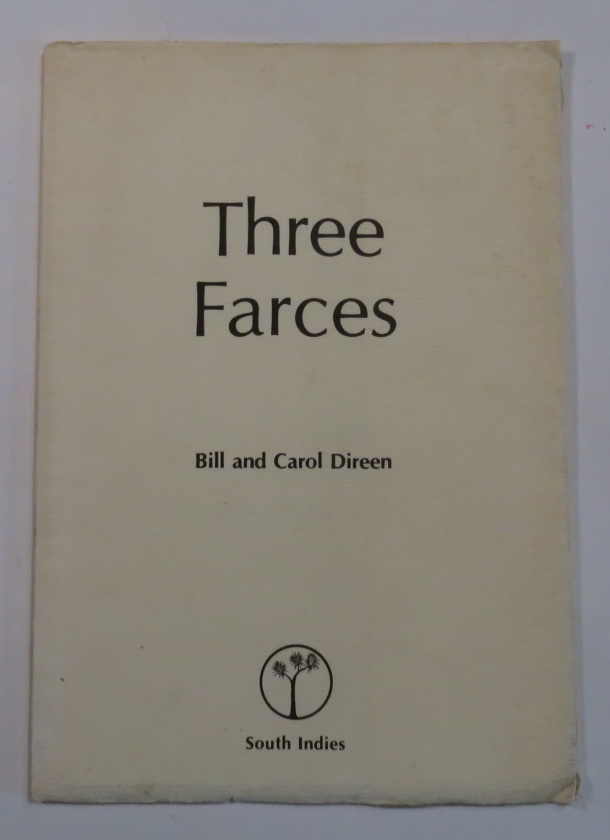 Three
Farces
Bill and Carol Direen
South Indies